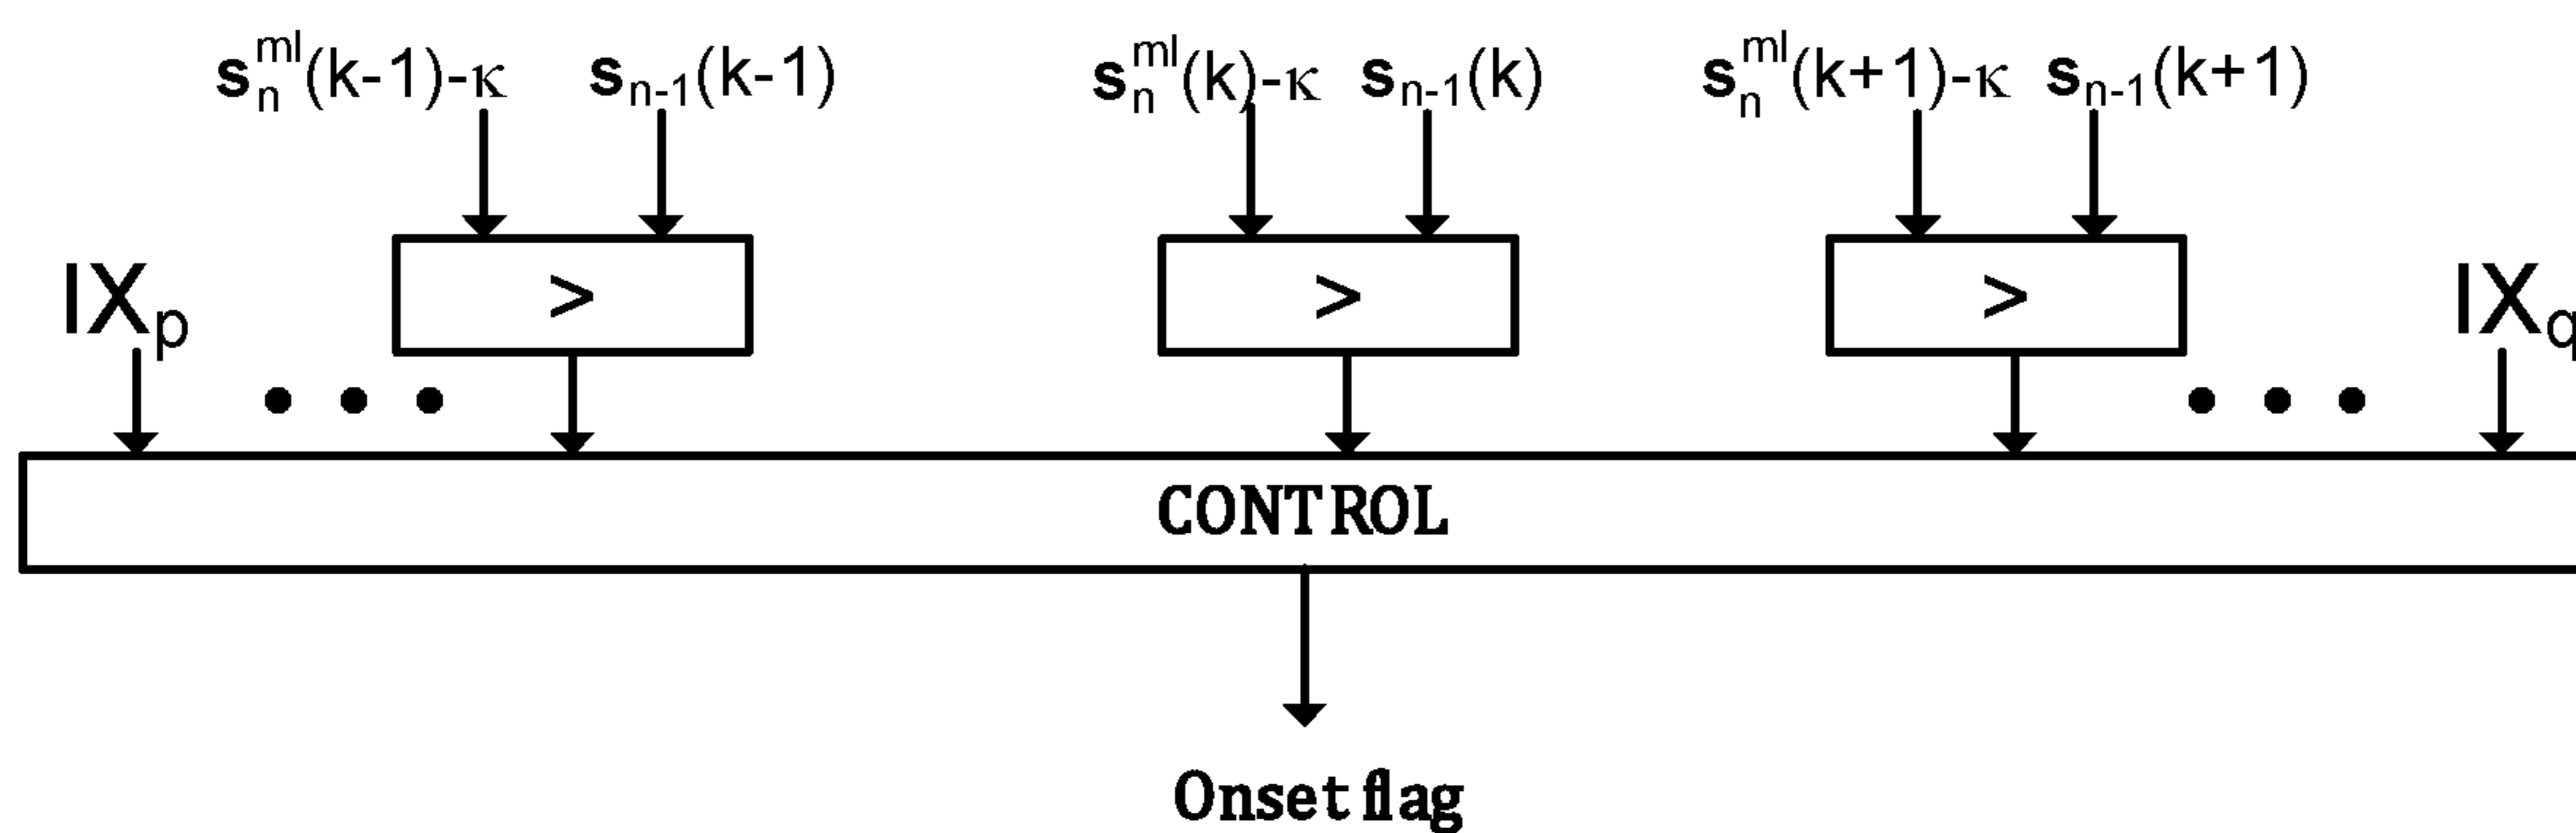 s_n^ml(k-1)-κ s_n-1(k-1) s_n^ml(k)-κ s_n-1(k) s_n^ml(k+1)-κ s_n-1(k+1)
IX_p > > > IX_q
CONTROL
Onset flag